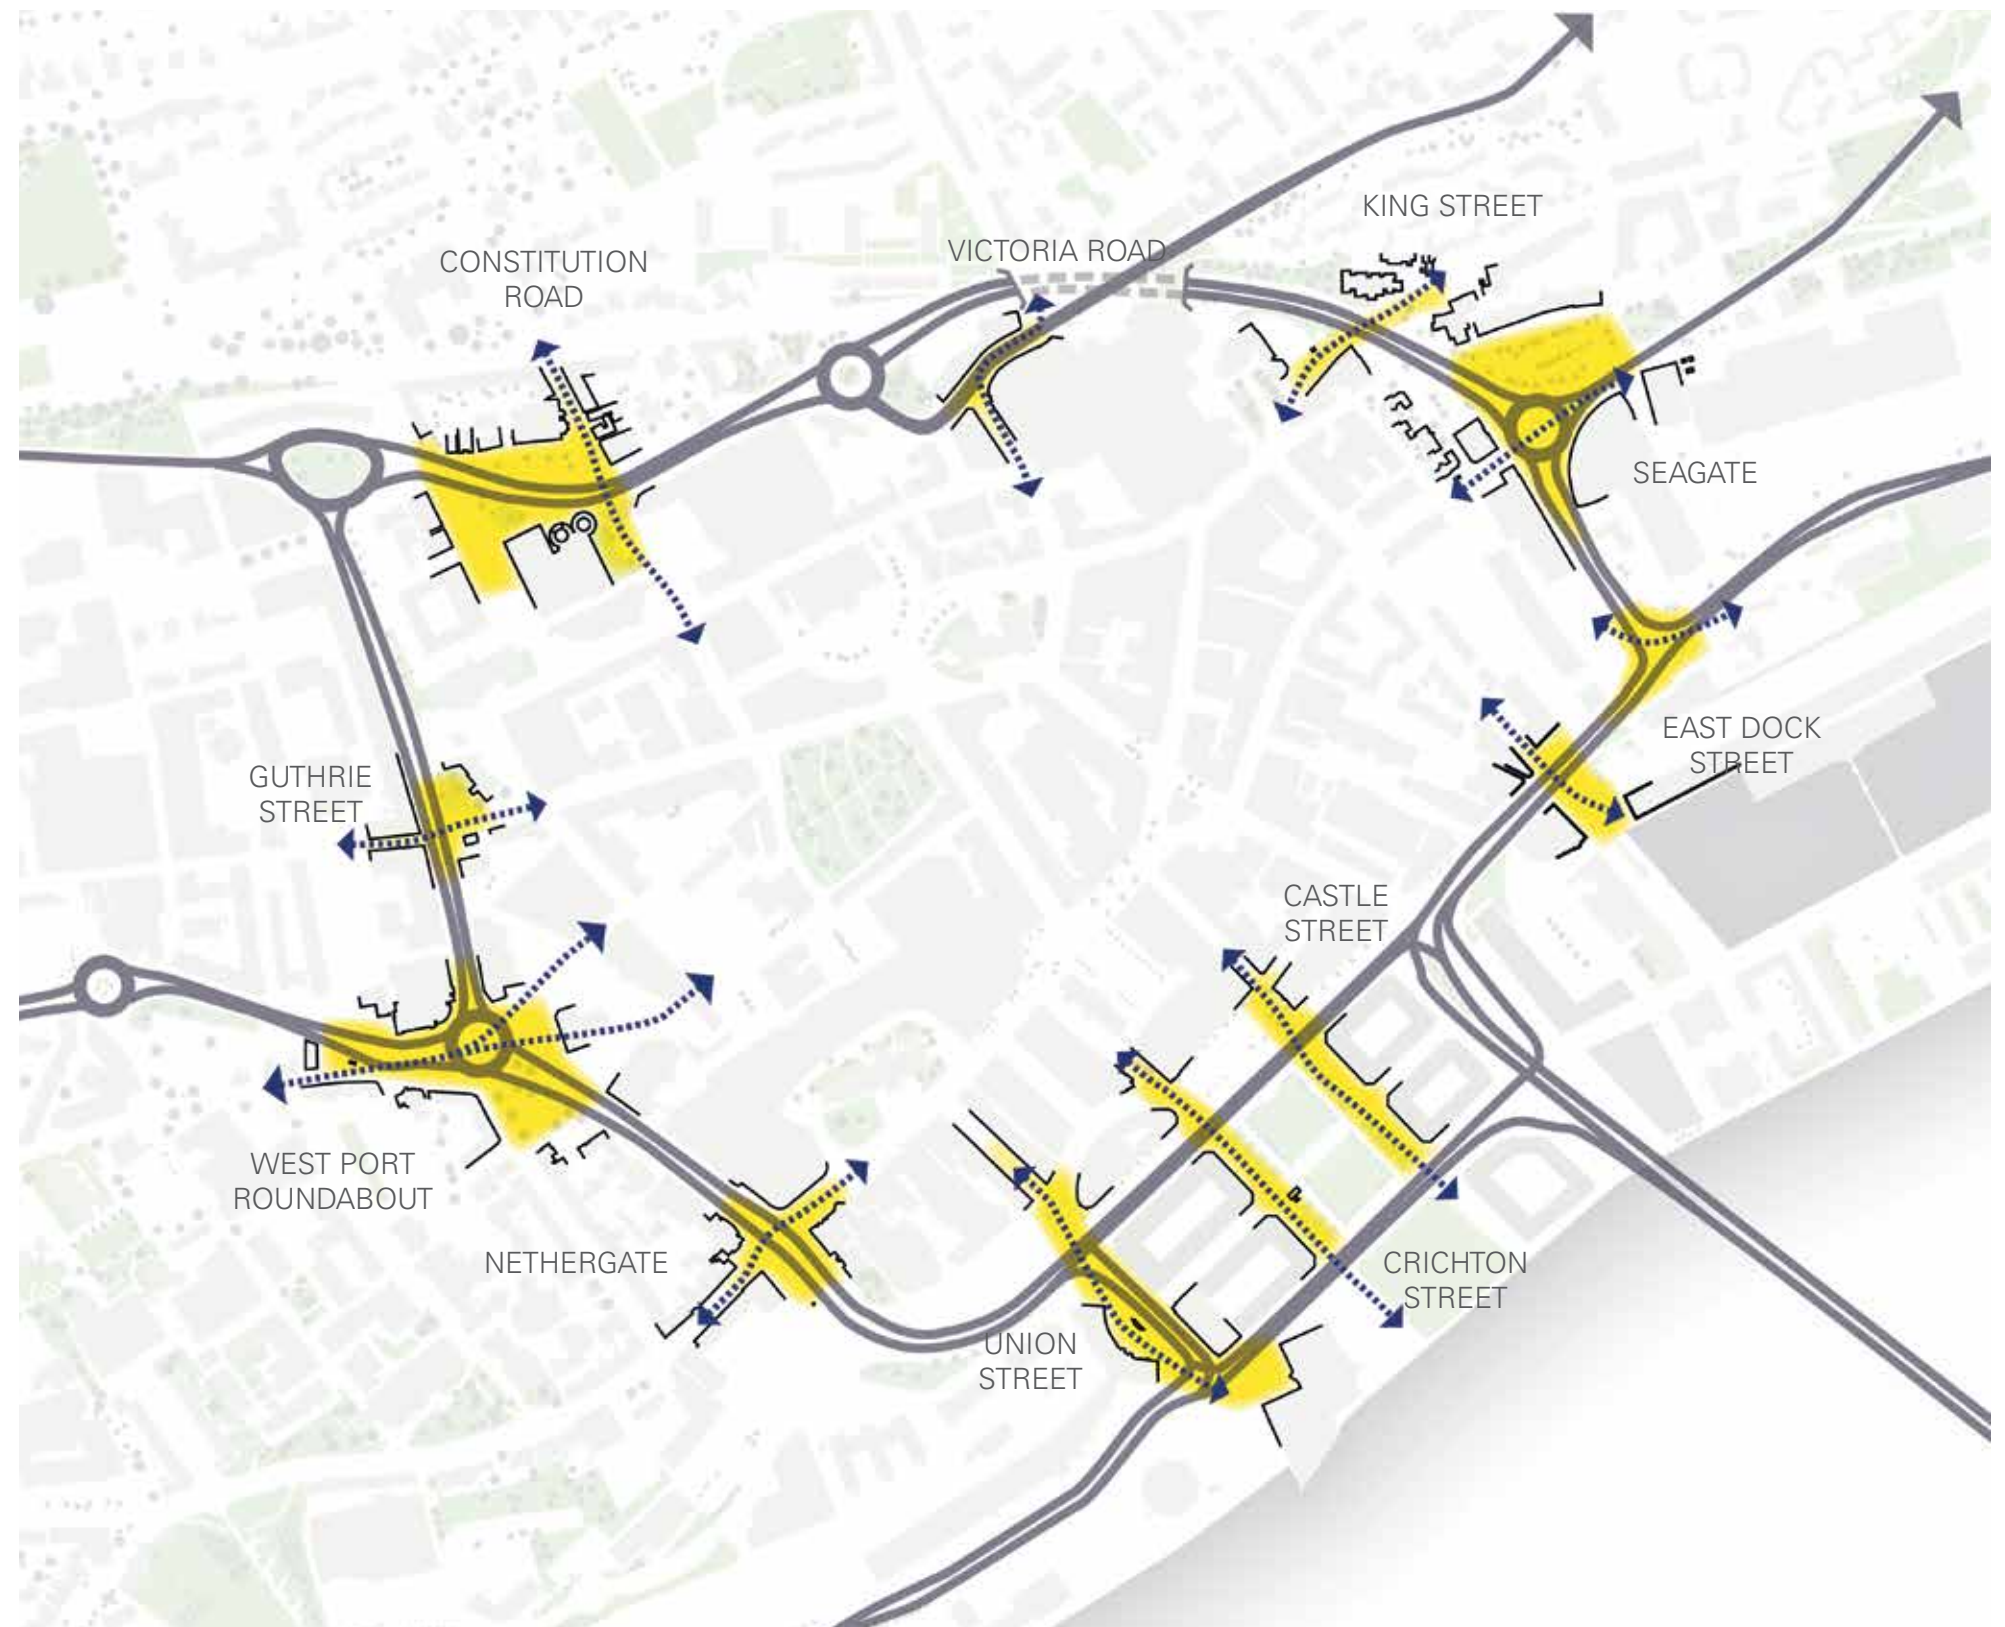 KING STREET
VICTORIA ROAD
CONSTITUTION
ROAD
SEAGATE
EAST DOCK
STREET
GUTHRIE
STREET
CASTLE
STREET
WEST PORT
ROUNDABOUT
NETHERGATE
CRICHTON
STREET
UNION
STREET